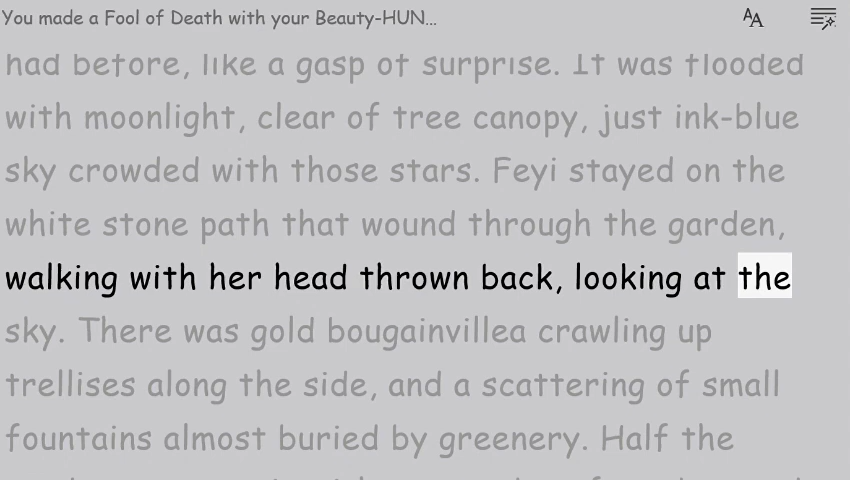 You made a Fool of Death with your Beauty-HUN...
AA
had before, like a gasp of surprise. It was flooded
with moonlight, clear of tree canopy, just ink-blue
sky crowded with those stars. Feyi stayed on the
white stone path that wound through the garden,
walking with her head thrown back, looking at the
sky. There was gold bougainvillea crawling up
trellises along the side, and a scattering of small
fountains almost buried by greenery. Half the